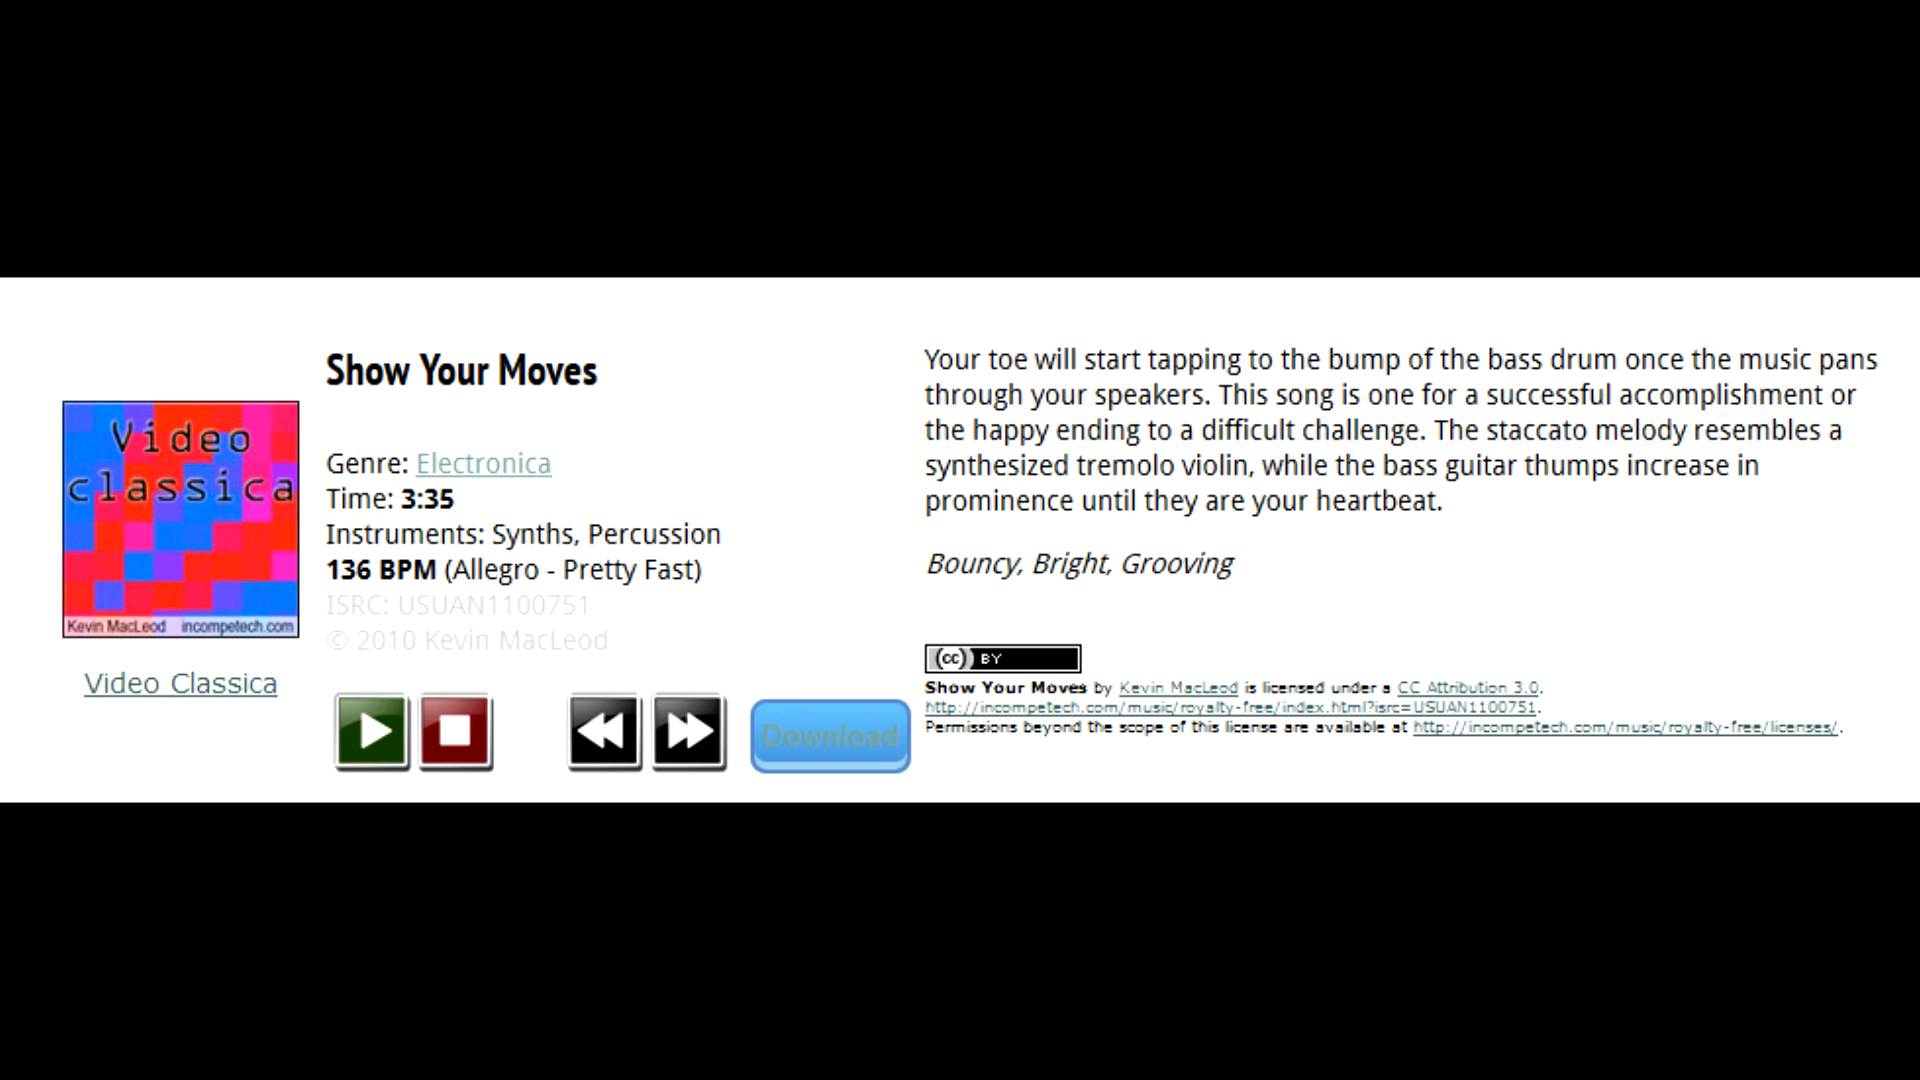 Show Your Moves
Video
classica
Kevin MacLeod incompetech.com
Video Classica
Genre: Electronica
Time: 3:35
Instruments: Synths, Percussion
136 BPM (Allegro - Pretty Fast)
ISRC: USUAN1100751
© 2010 Kevin MacLeod
Download
Your toe will start tapping to the bump of the bass drum once the music pans
through your speakers. This song is one for a successful accomplishment or
the happy ending to a difficult challenge. The staccato melody resembles a
synthesized tremolo violin, while the bass guitar thumps increase in
prominence until they are your heartbeat.
Bouncy, Bright, Grooving
(cc) BY
Show Your Moves by Kevin MacLeod is licensed under a CC Attribution 3.0.
http://incompetech.com/music/royalty-free/index.html?isrc=USUAN1100751.
Permissions beyond the scope of this license are available at http://incompetech.com/music/royalty-free/licenses/.